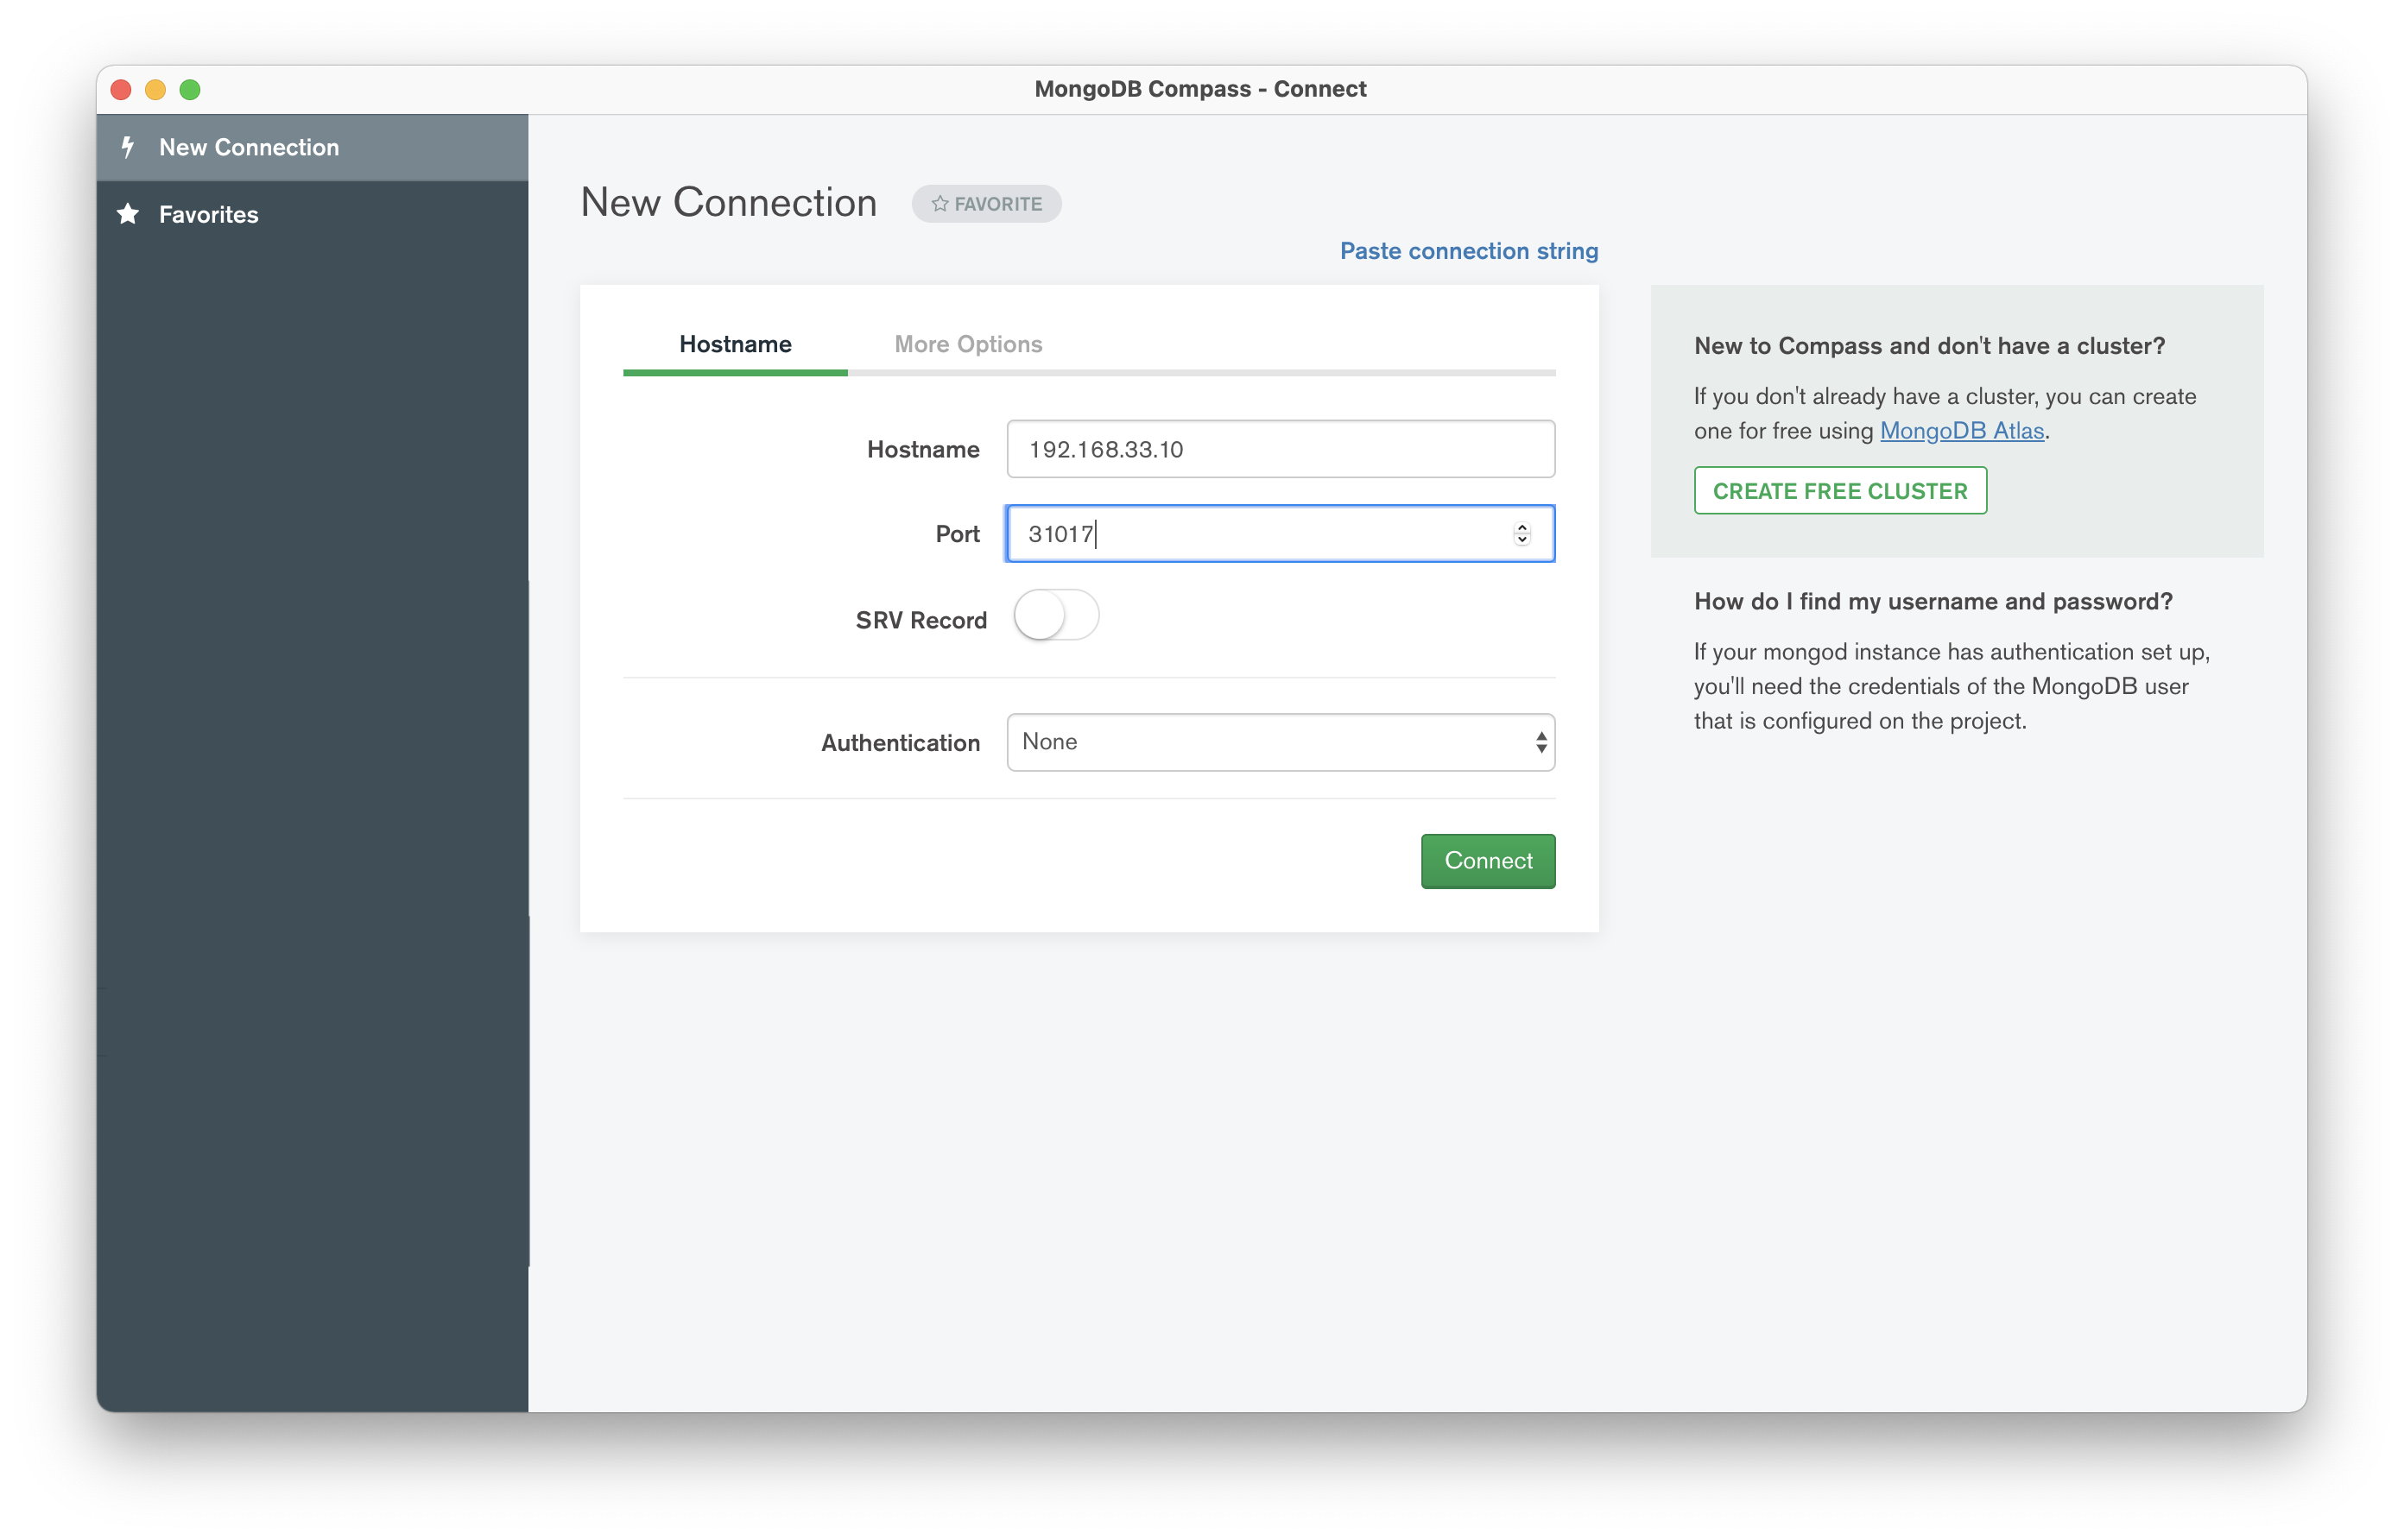 MongoDB Compass - Connect
New Connection
Favorites
New Connection
FAVORITE
Paste connection string
Hostname
More Options
Hostname
192.168.33.10
Port
31017
SRV Record
Authentication
None
Connect
New to Compass and don't have a cluster?
If you don't already have a cluster, you can create
one for free using MongoDB Atlas.
CREATE FREE CLUSTER
How do I find my username and password?
If your mongod instance has authentication set up,
you'll need the credentials of the MongoDB user
that is configured on the project.